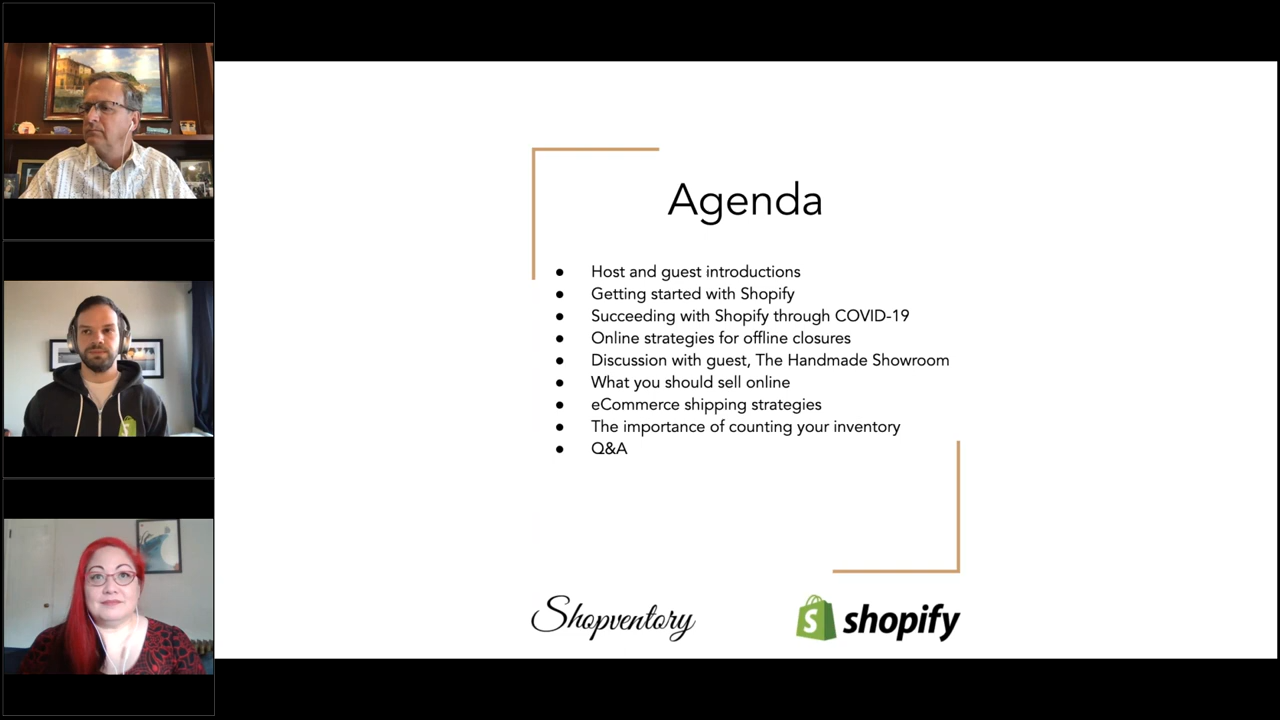 Agenda
● Host and guest introductions
● Getting started with Shopify
● Succeeding with Shopify through COVID-19
● Online strategies for offline closures
● Discussion with guest, The Handmade Showroom
● What you should sell online
● eCommerce shipping strategies
● The importance of counting your inventory
● Q&A
Shopventory
shopify